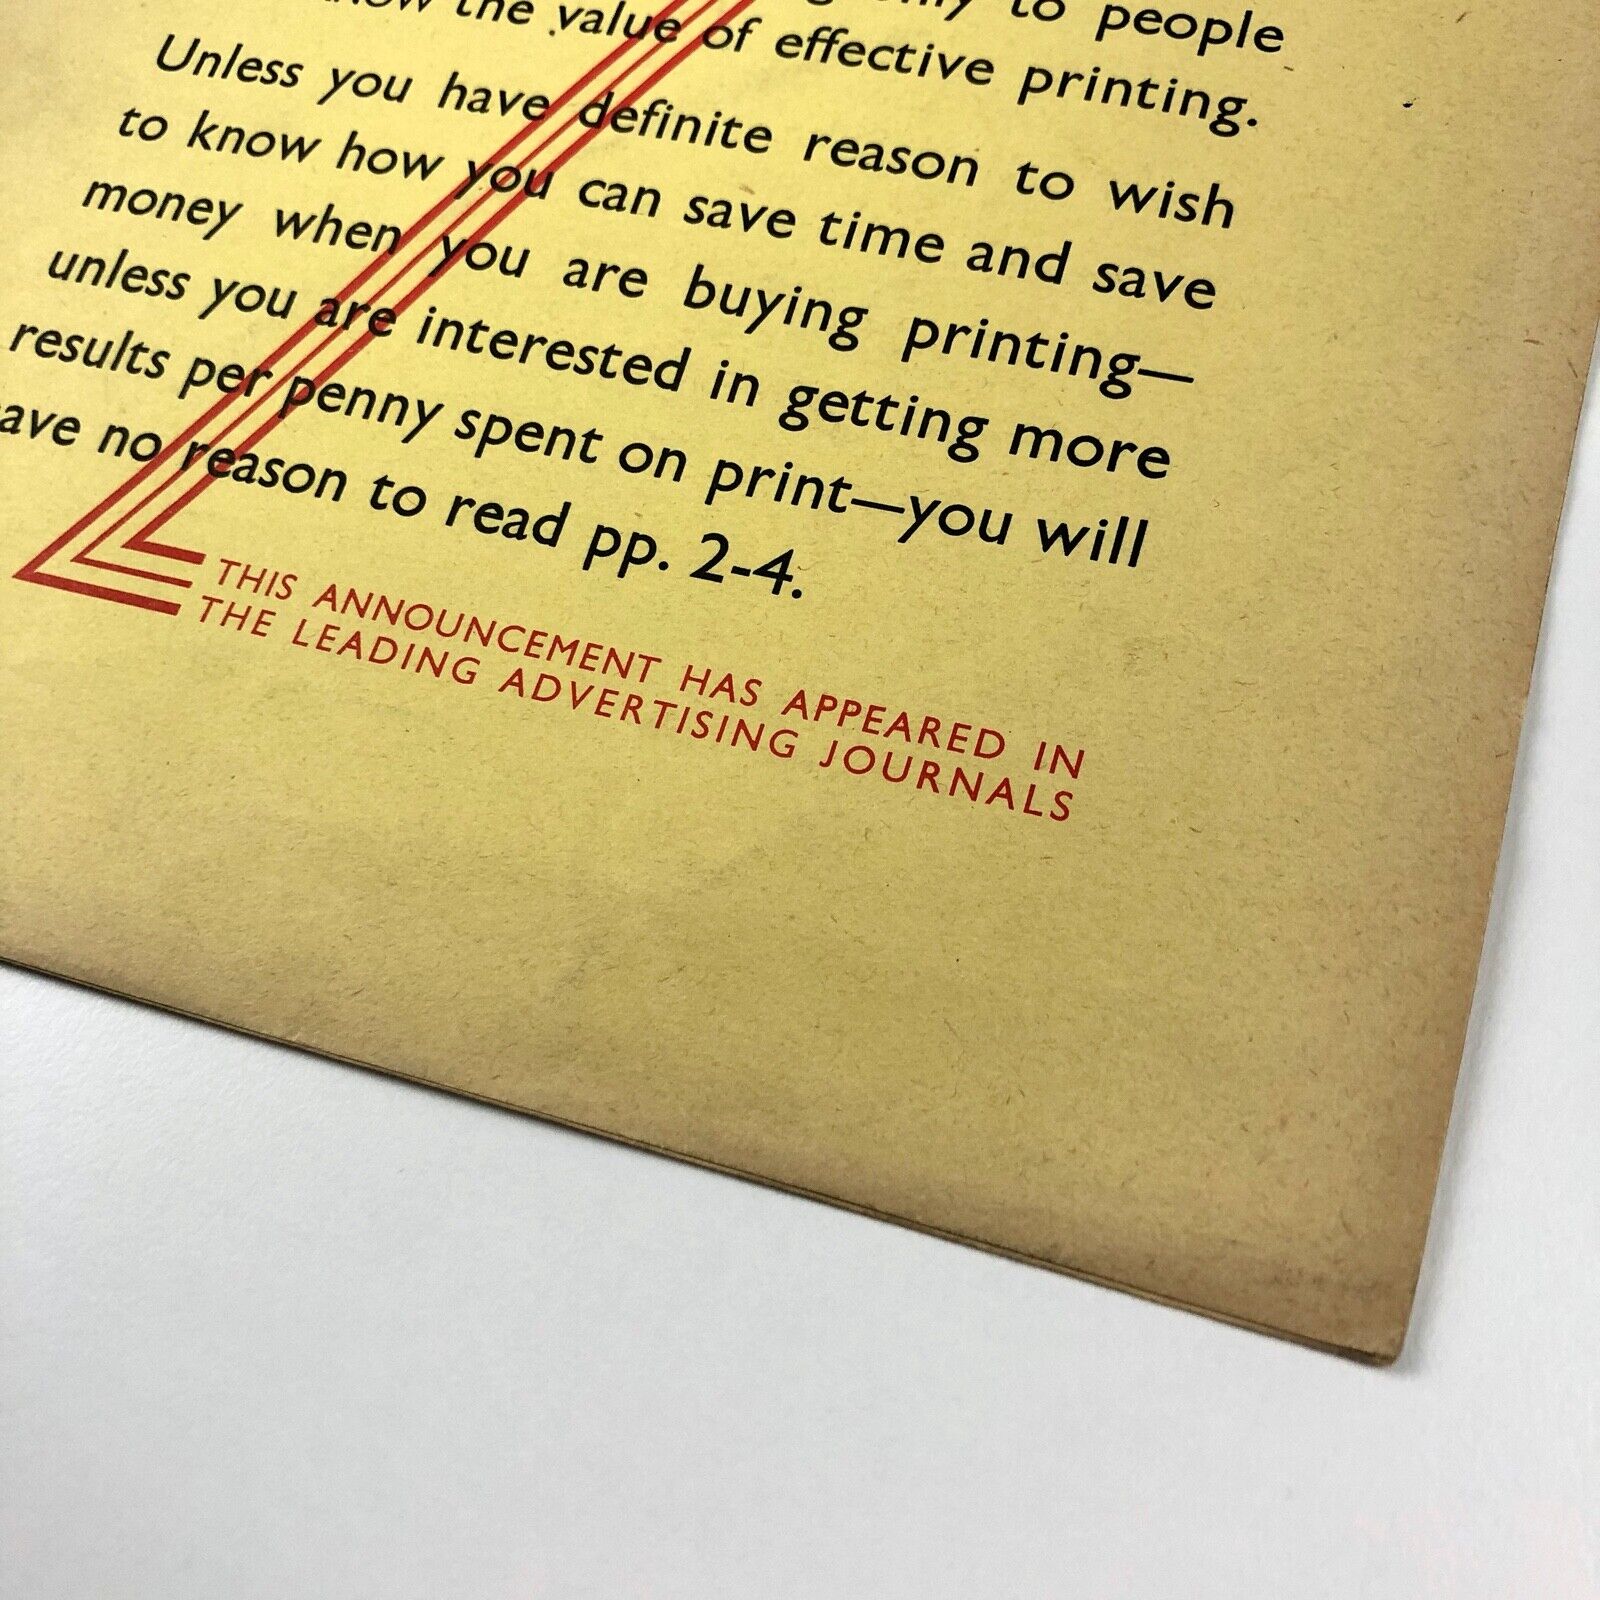 to people
the value of effective printing.
Unless you have definite reason to wish
to know how you can save time and save
money when you are buying printing—
unless you are interested in getting more
results per penny spent on print—you will
no reason to read pp. 2-4.
THIS ANNOUNCEMENT HAS APPEARED IN
THE LEADING ADVERTISING JOURNALS